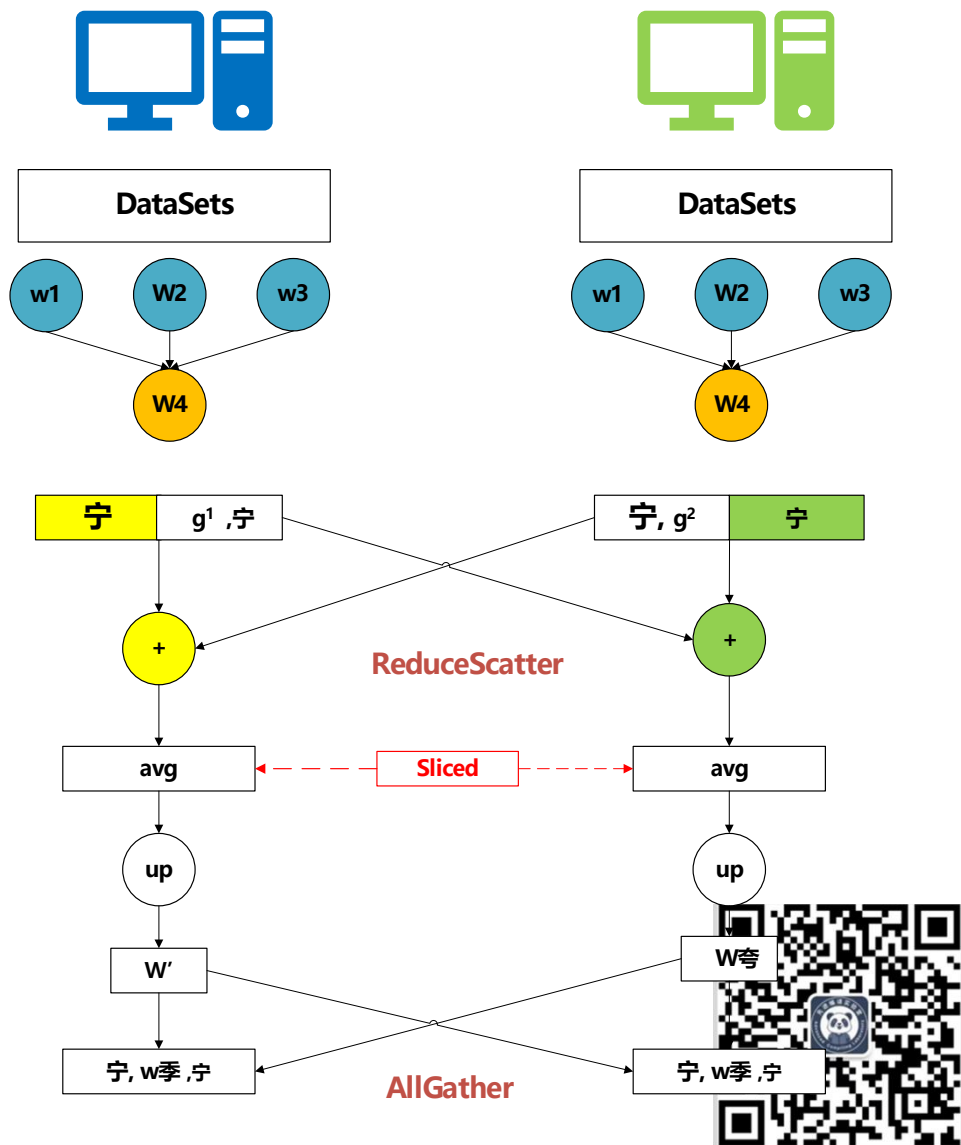 DataSets DataSets
w1 W2 w3 w1 W2 w3
W4 W4
宁 g¹ ,宁 宁, g² 宁
+ +
ReduceScatter
avg Sliced avg
up up
W' W夸
宁, w季 ,宁 宁, w季 ,宁
AllGather